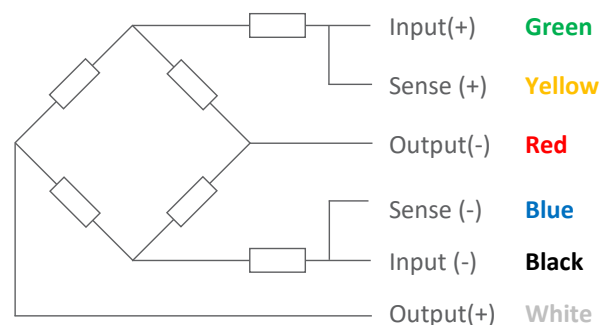 Input(+) Green
Sense (+) Yellow
Output(-) Red
Sense (-) Blue
Input (-) Black
Output(+) White